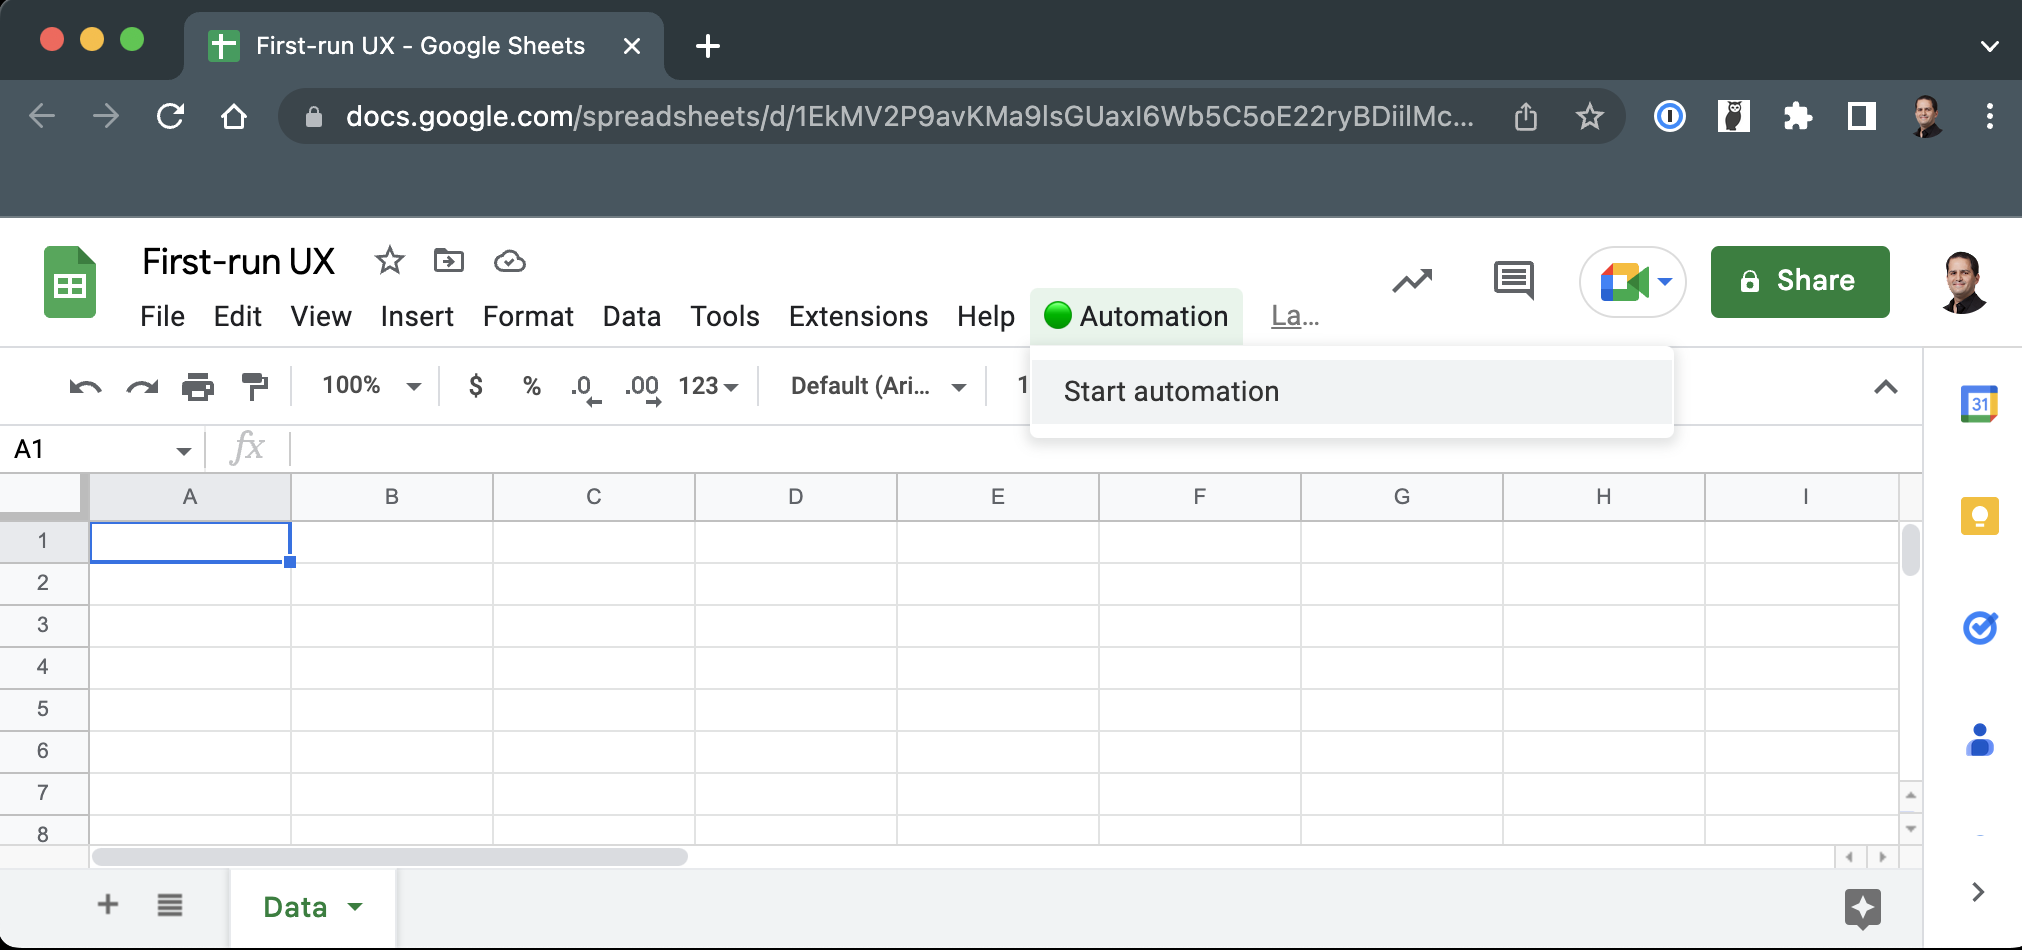 First-run UX - Google Sheets
docs.google.com/spreadsheets/d/1EkMV2P9avKMa9lsGUaxI6Wb5C5oE22ryBDiilMc...
First-run UX
File Edit View Insert Format Data Tools Extensions Help Automation La...
Share
100% $ % .0 .00 123 Default (Ari... 1
Start automation
31
A1 fx
A B C D E F G H I
1
2
3
4
5
6
7
8
Data